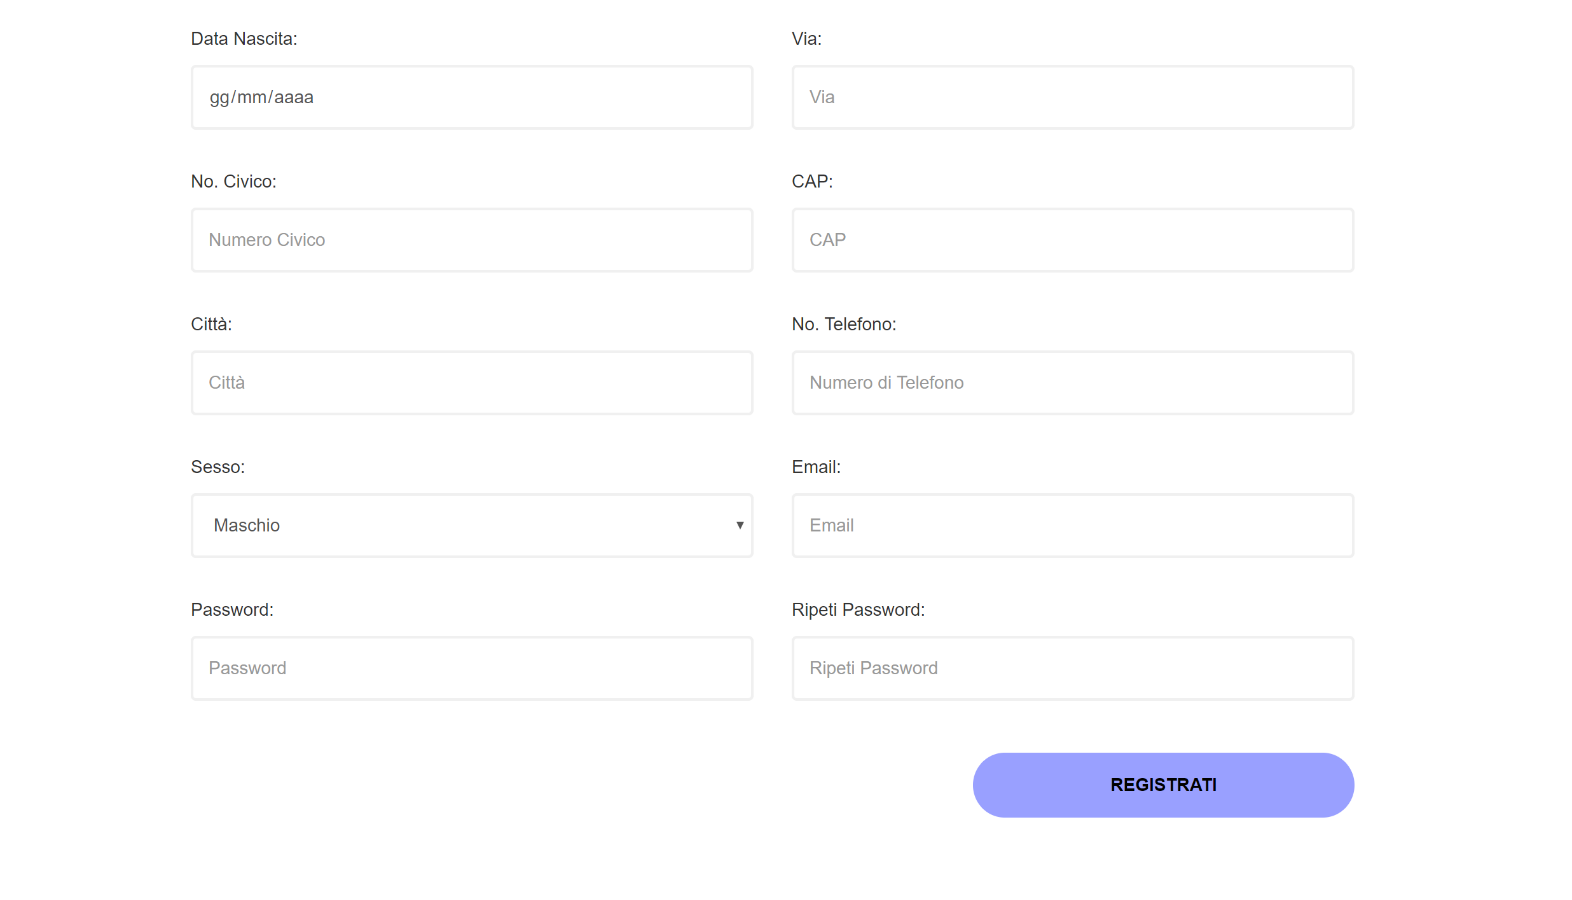 Data Nascita:
Via:
gg/mm/aaaa
Via
No. Civico:
CAP:
Numero Civico
CAP
Città:
No. Telefono:
Città
Numero di Telefono
Sesso:
Email:
Maschio
Email
Password:
Ripeti Password:
Password
Ripeti Password
REGISTRATI